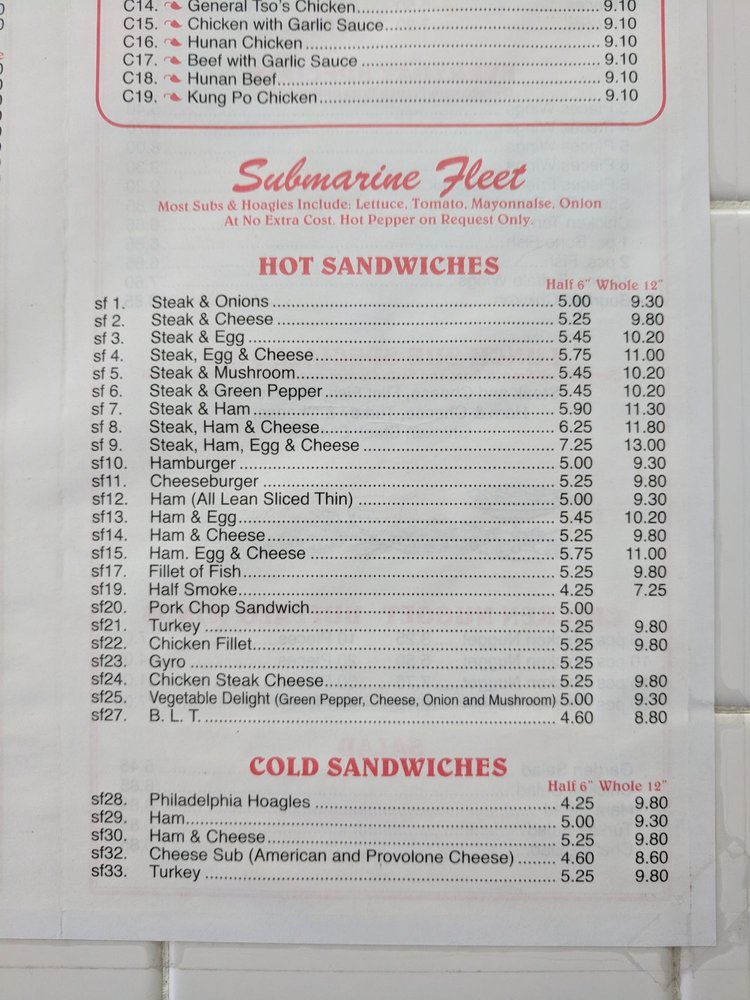 C14. General Tso's Chicken 9.10
C15. Chicken with Garlic Sauce 9.10
C16. Hunan Chicken 9.10
C17. Beef with Garlic Sauce 9.10
C18. Hunan Beef 9.10
C19. Kung Po Chicken 9.10
Submarine Fleet
Most Subs & Hoagies Include: Lettuce, Tomato, Mayonnaise, Onion
At No Extra Cost. Hot Pepper on Request Only.
HOT SANDWICHES
Half 6" Whole 12"
sf 1. Steak & Onions 5.00 9.30
sf 2. Steak & Cheese 5.25 9.80
sf 3. Steak & Egg 5.45 10.20
sf 4. Steak, Egg & Cheese 5.75 11.00
sf 5. Steak & Mushroom 5.45 10.20
sf 6. Steak & Green Pepper 5.45 10.20
sf 7. Steak & Ham 5.90 11.30
sf 8. Steak, Ham & Cheese 6.25 11.80
sf 9. Steak, Ham, Egg & Cheese 7.25 13.00
sf10. Hamburger 5.00 9.30
sf11. Cheeseburger 5.25 9.80
sf12. Ham (All Lean Sliced Thin) 5.00 9.30
sf13. Ham & Egg 5.45 10.20
sf14. Ham & Cheese 5.25 9.80
sf15. Ham. Egg & Cheese 5.75 11.00
sf17. Fillet of Fish 5.25 9.80
sf19. Half Smoke 4.25 7.25
sf20. Pork Chop Sandwich 5.00
sf21. Turkey 5.25 9.80
sf22. Chicken Fillet 5.25 9.80
sf23. Gyro 5.25
sf24. Chicken Steak Cheese 5.25 9.80
sf25. Vegetable Delight (Green Pepper, Cheese, Onion and Mushroom) 5.00 9.30
sf27. B. L. T. 4.60 8.80
COLD SANDWICHES
Half 6" Whole 12"
sf28. Philadelphia Hoagles 4.25 9.80
sf29. Ham 5.00 9.30
sf30. Ham & Cheese 5.25 9.80
sf32. Cheese Sub (American and Provolone Cheese) 4.60 8.60
sf33. Turkey 5.25 9.80